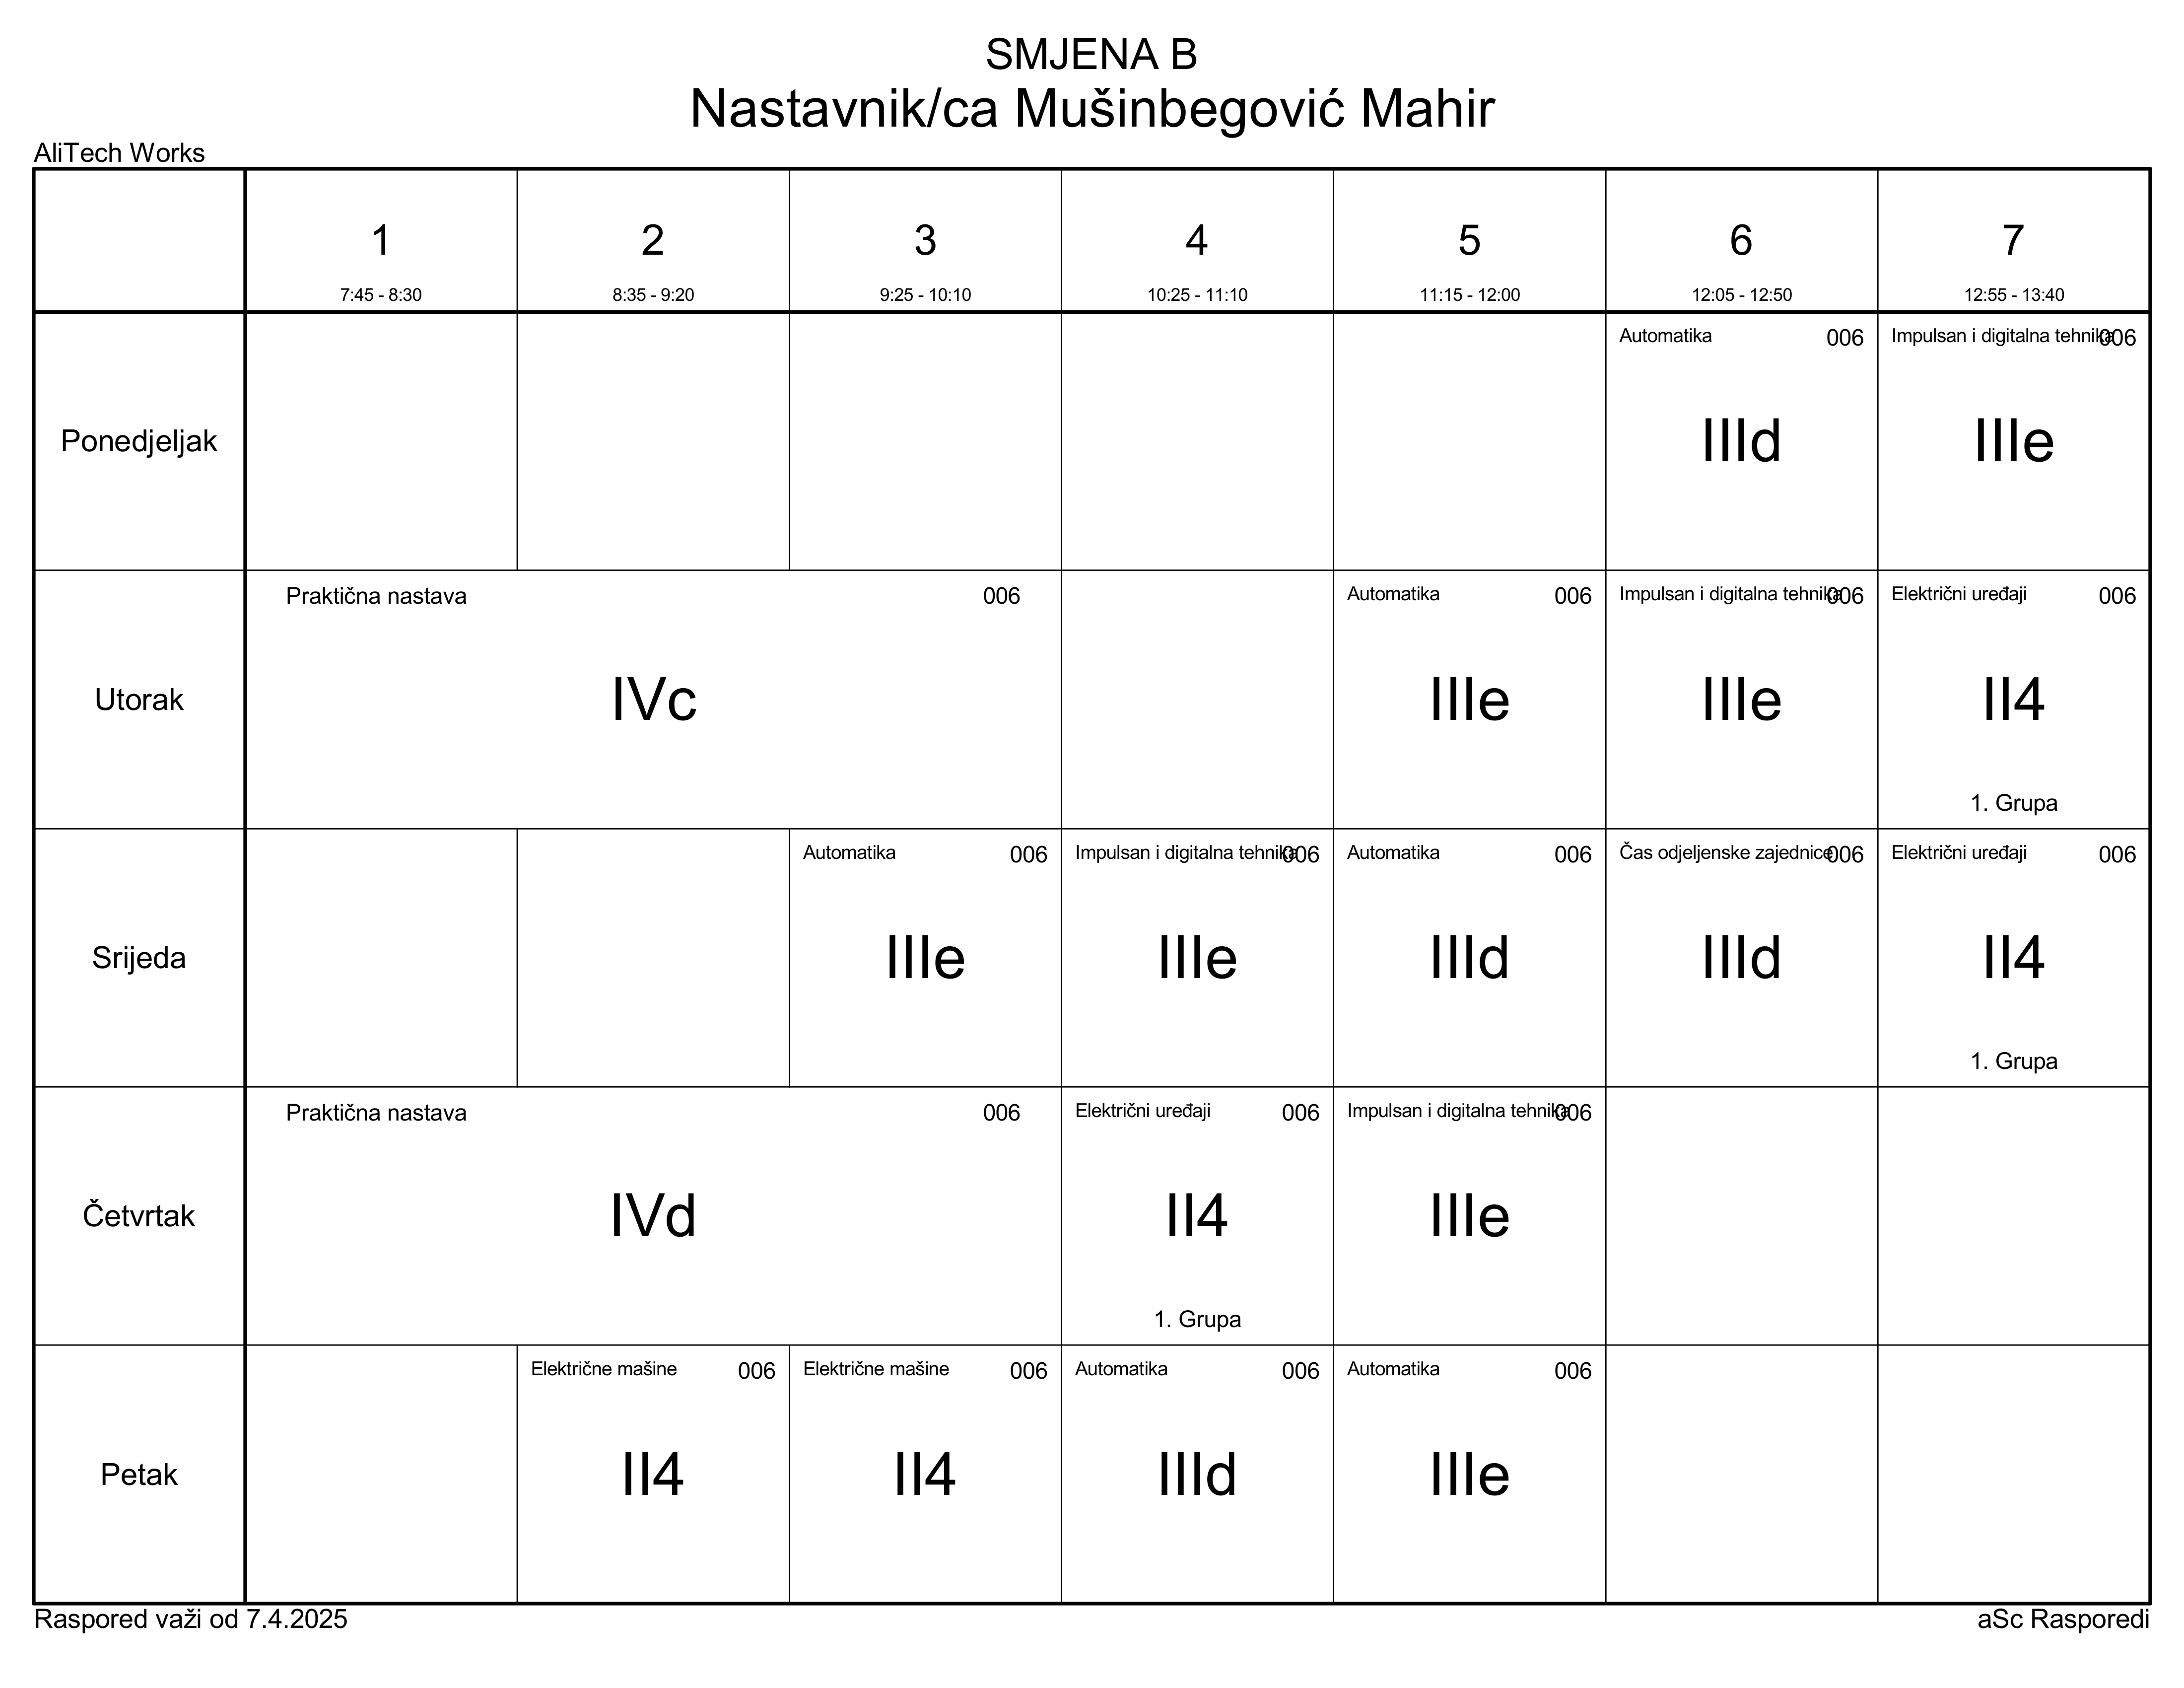 SMJENA B
Nastavnik/ca Mušinbegović Mahir
AliTech Works
1 2 3 4 5 6 7
7:45 - 8:30 8:35 - 9:20 9:25 - 10:10 10:25 - 11:10 11:15 - 12:00 12:05 - 12:50 12:55 - 13:40
Ponedjeljak
Automatika 006
IIId
Impulsan i digitalna tehnika 006
IIIe
Utorak
Praktična nastava 006
IVc
Automatika 006
IIIe
Impulsan i digitalna tehnika 006
IIIe
Električni uređaji 006
II4
1. Grupa
Srijeda
Automatika 006
IIIe
Impulsan i digitalna tehnika 006
IIIe
Automatika 006
IIId
Čas odjeljenske zajednice 006
IIId
Električni uređaji 006
II4
1. Grupa
Četvrtak
Praktična nastava 006
IVd
Električni uređaji 006
II4
1. Grupa
Impulsan i digitalna tehnika 006
IIIe
Petak
Električne mašine 006
II4
Električne mašine 006
II4
Automatika 006
IIId
Automatika 006
IIIe
Raspored važi od 7.4.2025
aSc Rasporedi